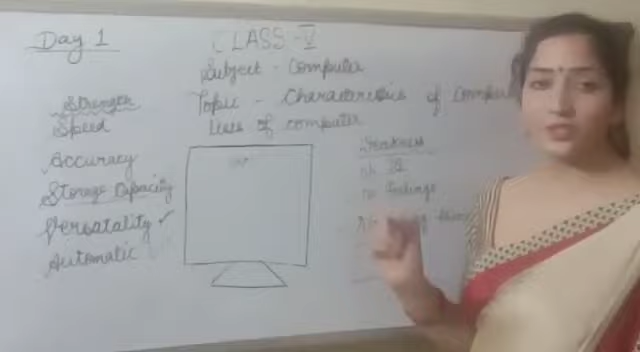 Day 1
CLASS - V
Subject - Computer
Topic - Characteristics of Compu
Uses of computer
Strength
Speed
Accuracy
Storage Capacity
Versatality ✓
Automatic
Weakness
No IQ
No feelings